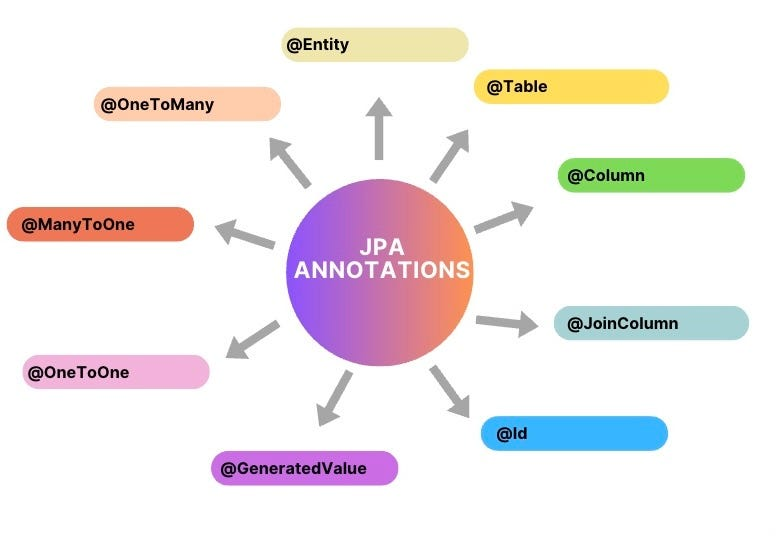 @Entity
@Table
@OneToMany
@Column
@ManyToOne
JPA
ANNOTATIONS
@JoinColumn
@OneToOne
@Id
@GeneratedValue